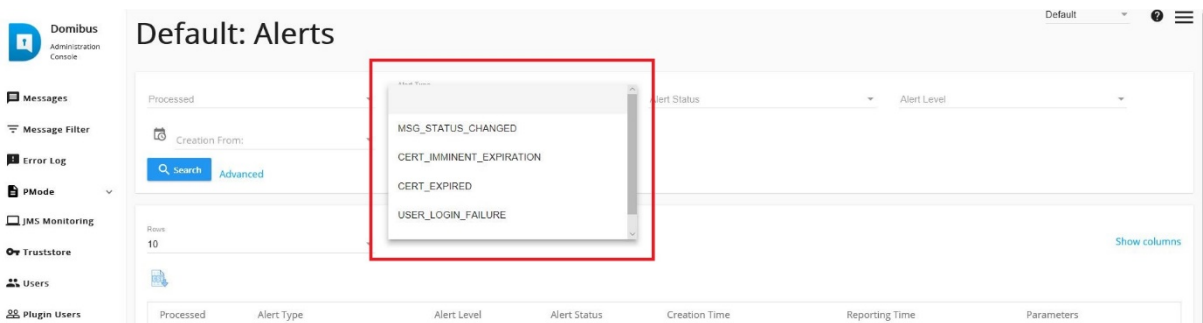 Domibus
Administration
Console
Messages
Message Filter
Error Log
PMode
JMS Monitoring
Truststore
Users
Plugin Users
Default: Alerts
Default
Processed
Alert Type
Alert Status
Alert Level
Creation From:
Search
Advanced
MSG_STATUS_CHANGED
CERT_IMMINENT_EXPIRATION
CERT_EXPIRED
USER_LOGIN_FAILURE
Rows
10
Show columns
Processed Alert Type Alert Level Alert Status Creation Time Reporting Time Parameters